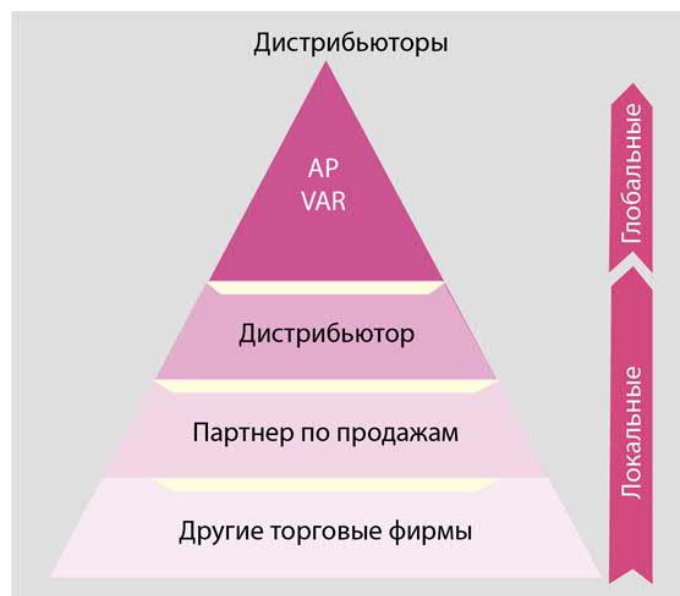 Дистрибьюторы
AP
VAR
Дистрибьютор
Партнер по продажам
Другие торговые фирмы
Глобальные
Локальные